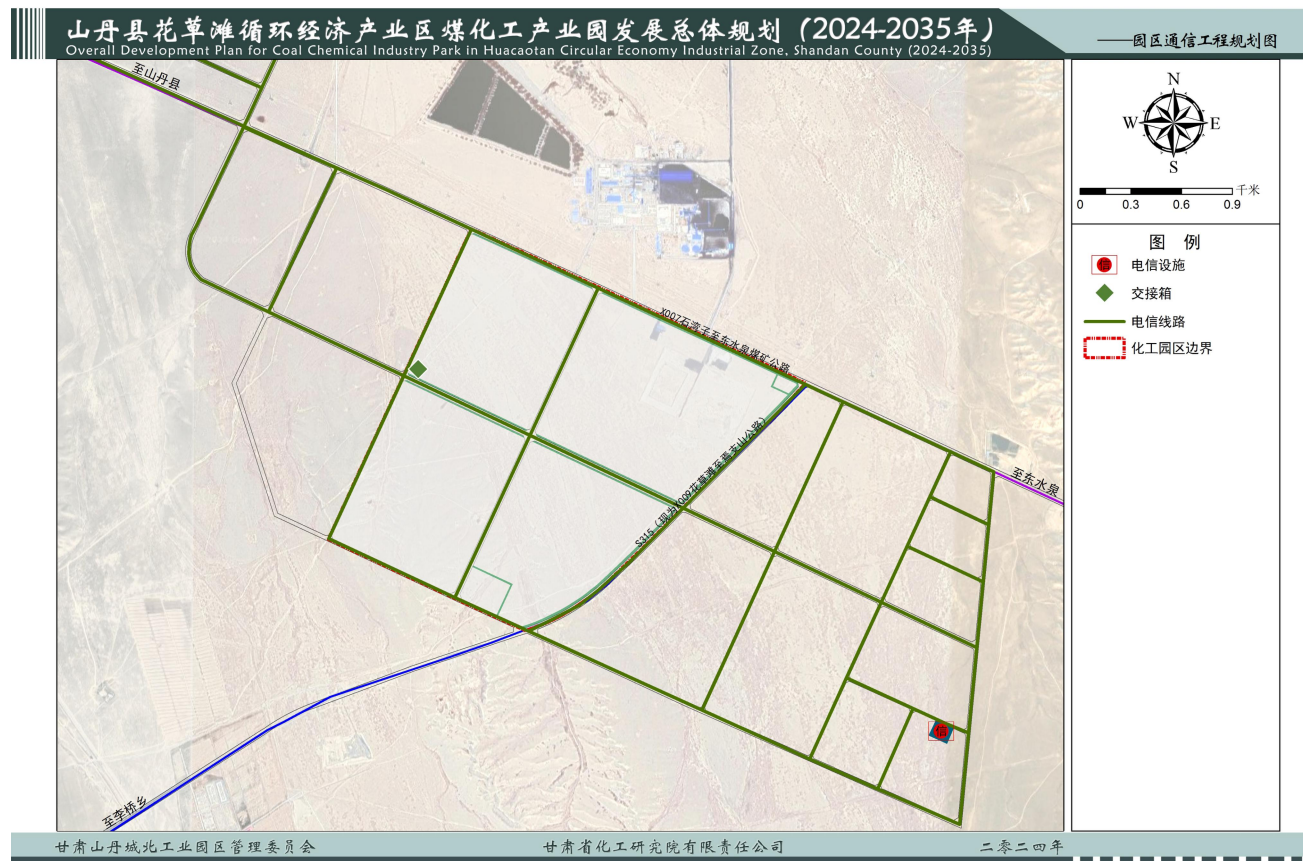 山丹县花草滩循环经济产业区煤化工产业园发展总体规划（2024-2035年）
Overall Development Plan for Coal Chemical Industry Park in Huacaotan Circular Economy Industrial Zone, Shandan County (2024-2035)
——园区通信工程规划图
至山丹县
N
W
E
S
千米
0 0.3 0.6 0.9
图 例
信 电信设施
交接箱
电信线路
化工园区边界
X007石湾子至东水泉煤矿公路
S315（现为X009花草滩至焉支山公路）
至东水泉
信
至李桥乡
甘肃山丹城北工业园区管理委员会
甘肃省化工研究院有限责任公司
二零二四年